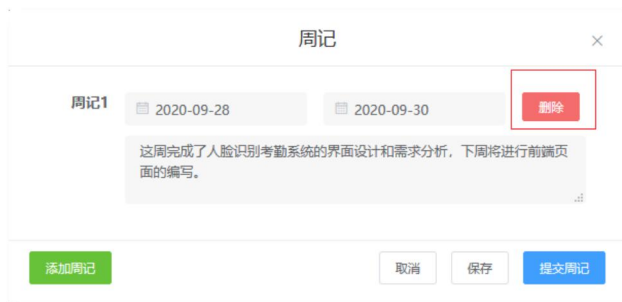 周记
周记1
2020-09-28
2020-09-30
删除
这周完成了人脸识别考勤系统的界面设计和需求分析，下周将进行前端页
面的编写。
添加周记
取消
保存
提交周记